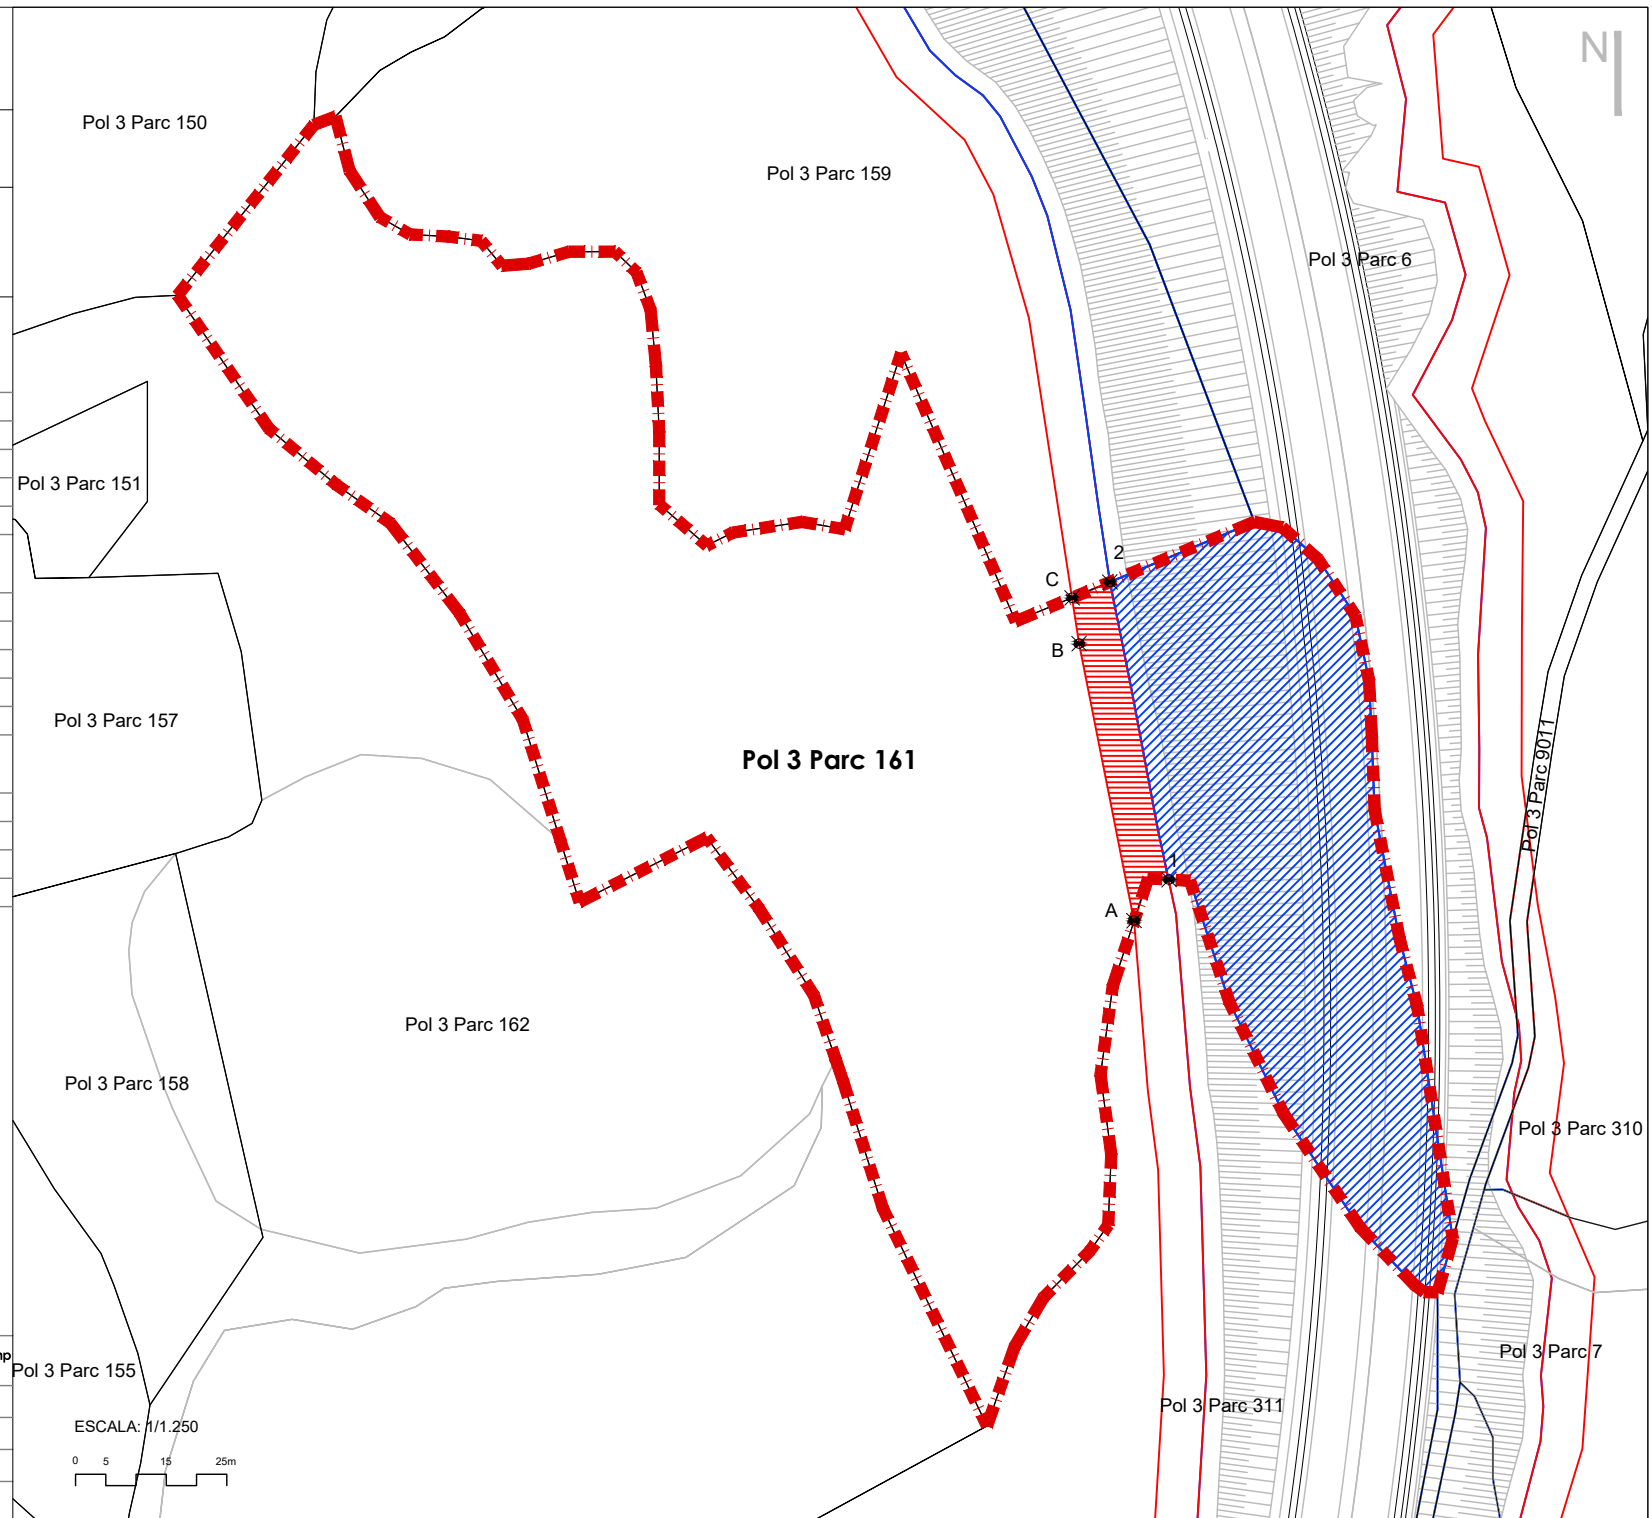 N
Pol 3 Parc 150
Pol 3 Parc 159
Pol 3 Parc 6
Pol 3 Parc 151
2
C
B
Pol 3 Parc 157
Pol 3 Parc 161
Pol 3 Parc 9011
1
A
Pol 3 Parc 162
Pol 3 Parc 158
Pol 3 Parc 310
Pol 3 Parc 7
Pol 3 Parc 155
Pol 3 Parc 311
ESCALA: 1/1.250
0 5 15 25m